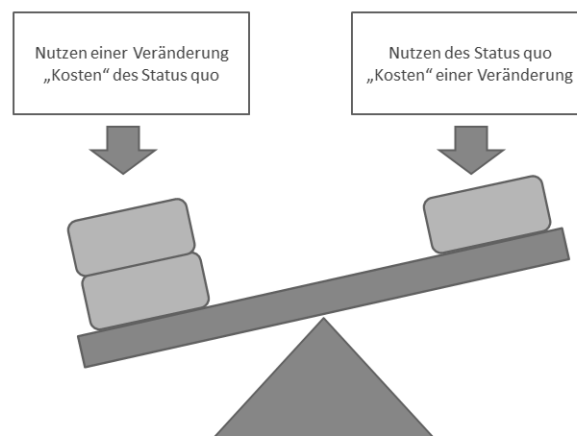 Nutzen einer Veränderung
„Kosten“ des Status quo
Nutzen des Status quo
„Kosten“ einer Veränderung